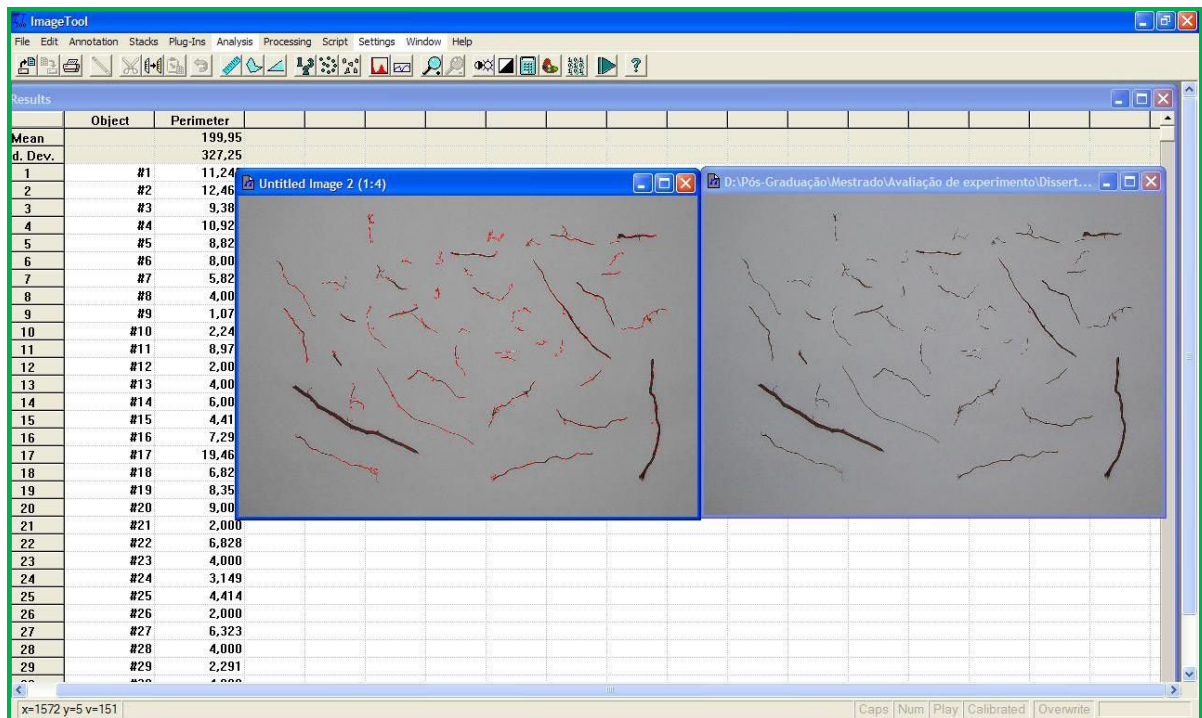 ImageTool
File Edit Annotation Stacks Plug-Ins Analysis Processing Script Settings Window Help
Results
Object Perimeter
Mean 199,95
d. Dev. 327,25
1 #1 11,24
2 #2 12,46
3 #3 9,38
4 #4 10,92
5 #5 8,82
6 #6 8,00
7 #7 5,82
8 #8 4,00
9 #9 1,07
10 #10 2,24
11 #11 8,97
12 #12 2,00
13 #13 4,00
14 #14 6,00
15 #15 4,41
16 #16 7,29
17 #17 19,46
18 #18 6,82
19 #19 8,35
20 #20 9,00
21 #21 2,000
22 #22 6,828
23 #23 4,000
24 #24 3,149
25 #25 4,414
26 #26 2,000
27 #27 6,323
28 #28 4,000
29 #29 2,291
Untitled Image 2 (1:4)
D:\Pós-Graduação\Mestrado\Avaliação de experimento\Dissert...
x=1572 y=5 v=151
Caps Num Play Calibrated Overwrite